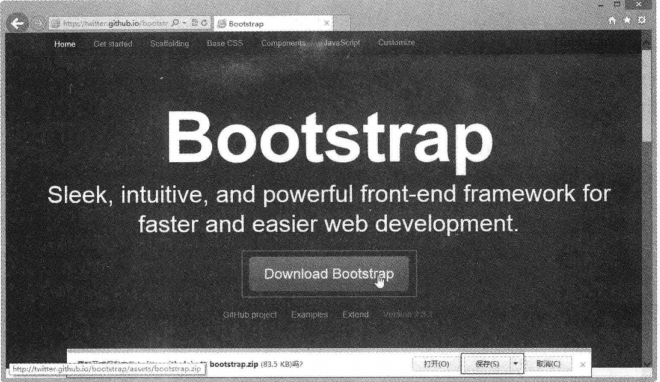 https://twitter.github.io/bootstr
Bootstrap
Home Get started Scaffolding Base CSS Components JavaScript Customize
Bootstrap
Sleek, intuitive, and powerful front-end framework for
faster and easier web development.
Download Bootstrap
GitHub project Examples Extend Version 2.3.2
bootstrap.zip (83.5 KB)吗?
打开(O) 保存(S) 取消(C)
http://twitter.github.io/bootstrap/assets/bootstrap.zip